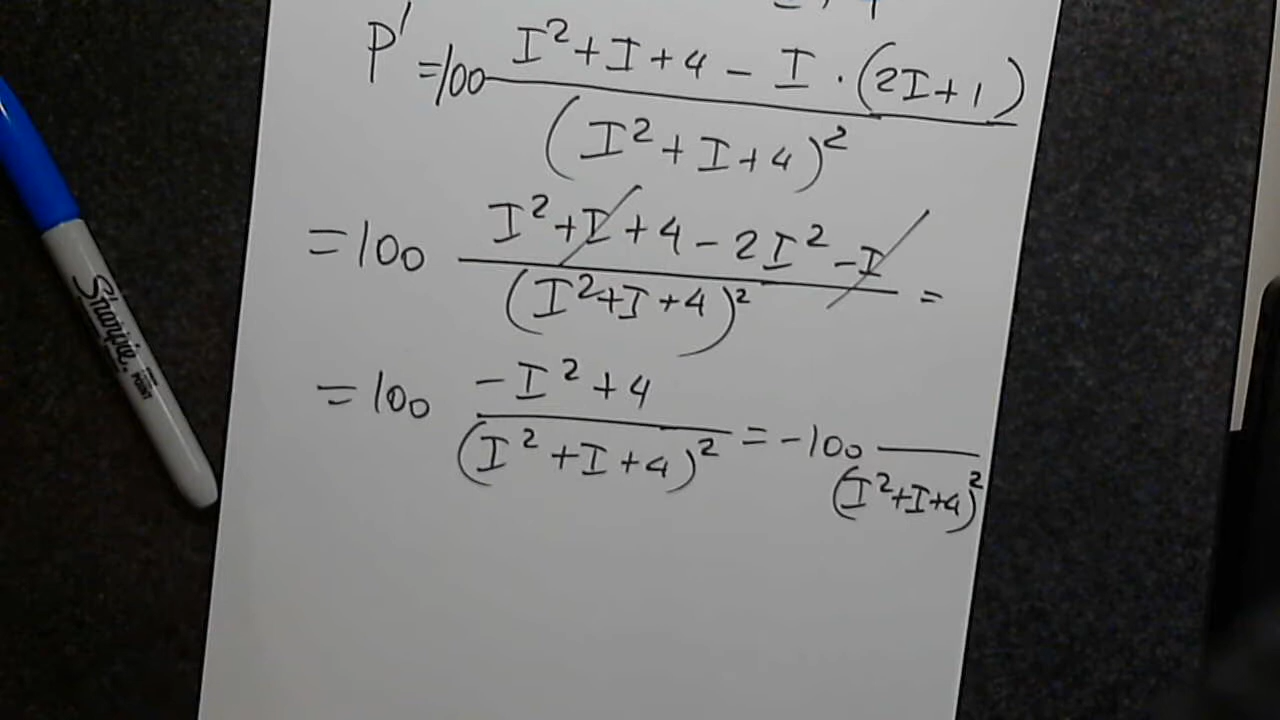 P' = 100 (I² + I + 4 - I · (2I + 1)) / (I² + I + 4)²
= 100 (I² + I + 4 - 2I² - I) / (I² + I + 4)² =
= 100 (-I² + 4) / (I² + I + 4)² = -100 ― / (I² + I + 4)²
Sharpie.
POINT